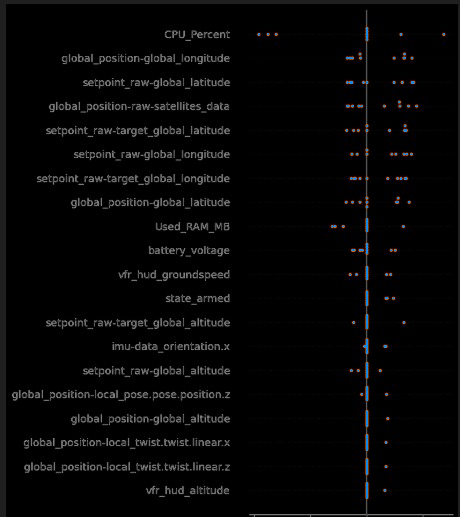 CPU_Percent
global_position-global_longitude
setpoint_raw-global_latitude
global_position-raw-satellites_data
setpoint_raw-target_global_latitude
setpoint_raw-global_longitude
setpoint_raw-target_global_longitude
global_position-global_latitude
Used_RAM_MB
battery_voltage
vfr_hud_groundspeed
state_armed
setpoint_raw-target_global_altitude
imu-data_orientation.x
setpoint_raw-global_altitude
global_position-local_pose.pose.position.z
global_position-global_altitude
global_position-local_twist.twist.linear.x
global_position-local_twist.twist.linear.z
vfr_hud_altitude